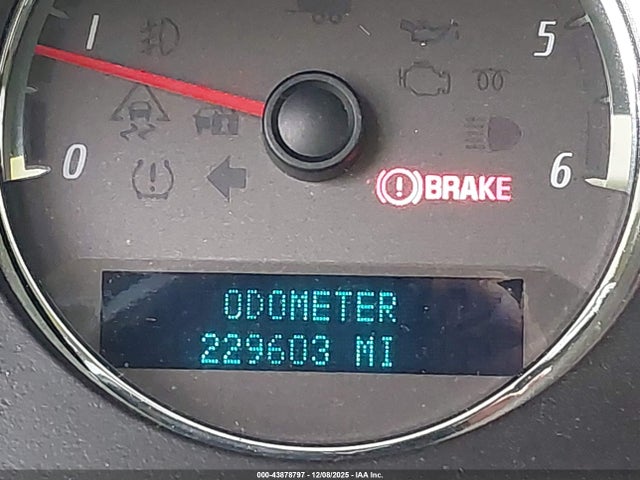 1
5
0
6
BRAKE
ODOMETER
229603 MI
000-43878797 - 12/08/2025 - IAA Inc.